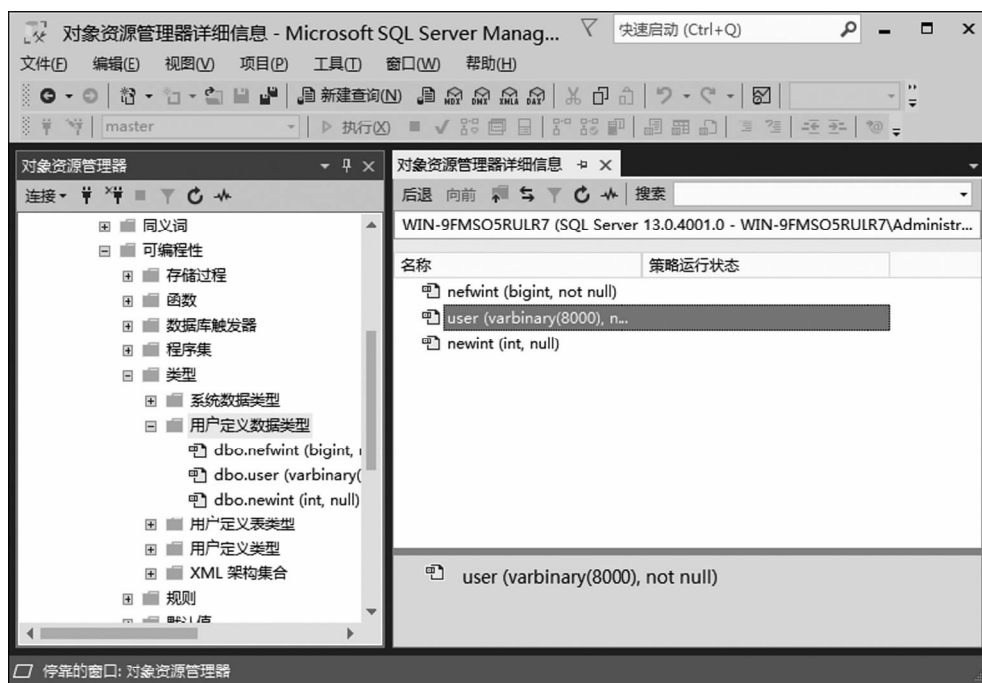 对象资源管理器详细信息 - Microsoft SQL Server Manag...
快速启动 (Ctrl+Q)
文件(F) 编辑(E) 视图(V) 项目(P) 工具(T) 窗口(W) 帮助(H)
新建查询(N) MDX DMX XMLA DAX
master 执行(X)
对象资源管理器
连接
同义词
可编程性
存储过程
函数
数据库触发器
程序集
类型
系统数据类型
用户定义数据类型
dbo.nefwint (bigint,
dbo.user (varbinary(
dbo.newint (int, null)
用户定义表类型
用户定义类型
XML 架构集合
规则
默认值
对象资源管理器详细信息
后退 向前 搜索
WIN-9FMSO5RULR7 (SQL Server 13.0.4001.0 - WIN-9FMSO5RULR7\Administr...
名称 策略运行状态
nefwint (bigint, not null)
user (varbinary(8000), n...
newint (int, null)
user (varbinary(8000), not null)
停靠的窗口: 对象资源管理器